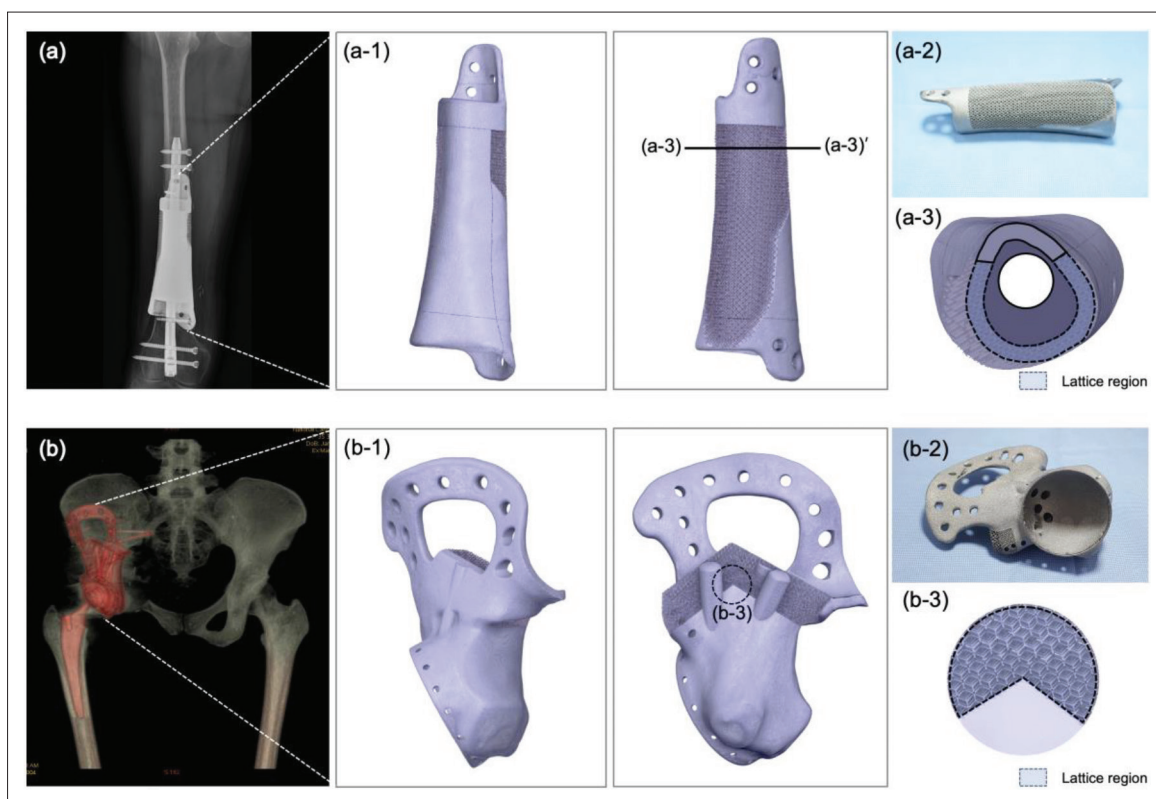 (a)
(a-1)
(a-3) (a-3)'
(a-2)
(a-3)
Lattice region
(b)
(b-1)
(b-3)
(b-2)
(b-3)
Lattice region